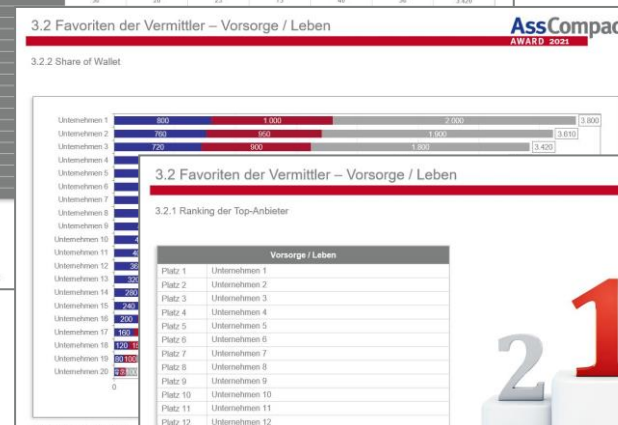 3.420
3.2 Favoriten der Vermittler – Vorsorge / Leben
AssCompac
AWARD 2021
3.2.2 Share of Wallet
Unternehmen 1 800 1.000 2.000 3.800
Unternehmen 2 760 950 1.900 3.610
Unternehmen 3 720 900 1.800 3.420
Unternehmen 4
Unternehmen 5
Unternehmen 6
Unternehmen 7
Unternehmen 8
Unternehmen 9
Unternehmen 10
Unternehmen 11
Unternehmen 12
Unternehmen 13 320
Unternehmen 14 280
Unternehmen 15 240
Unternehmen 16 200
Unternehmen 17 160
Unternehmen 18 120
Unternehmen 19 80 100
Unternehmen 20
0
3.2 Favoriten der Vermittler – Vorsorge / Leben
3.2.1 Ranking der Top-Anbieter
Vorsorge / Leben
Platz 1 Unternehmen 1
Platz 2 Unternehmen 2
Platz 3 Unternehmen 3
Platz 4 Unternehmen 4
Platz 5 Unternehmen 5
Platz 6 Unternehmen 6
Platz 7 Unternehmen 7
Platz 8 Unternehmen 8
Platz 9 Unternehmen 9
Platz 10 Unternehmen 10
Platz 11 Unternehmen 11
Platz 12 Unternehmen 12
2
1